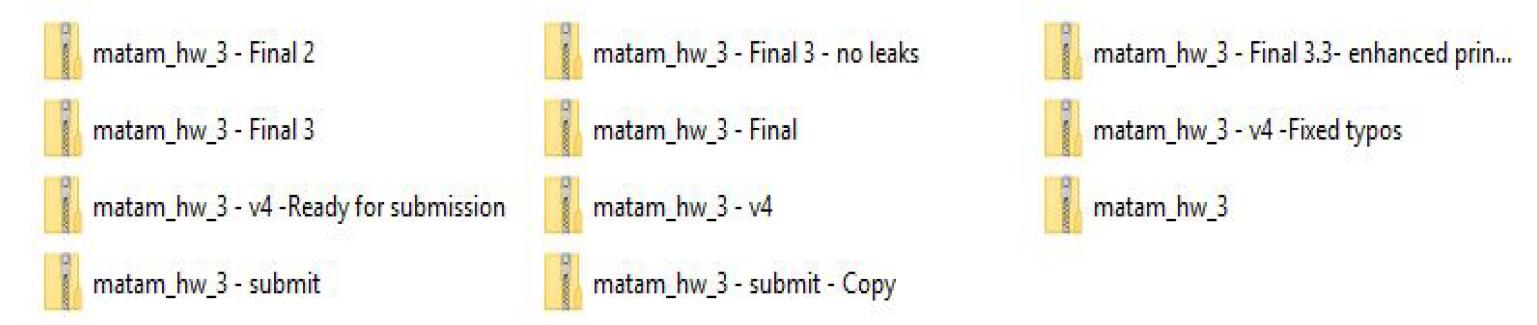 matam_hw_3 - Final 2
matam_hw_3 - Final 3 - no leaks
matam_hw_3 - Final 3.3- enhanced prin...
matam_hw_3 - Final 3
matam_hw_3 - Final
matam_hw_3 - v4 -Fixed typos
matam_hw_3 - v4 -Ready for submission
matam_hw_3 - v4
matam_hw_3
matam_hw_3 - submit
matam_hw_3 - submit - Copy